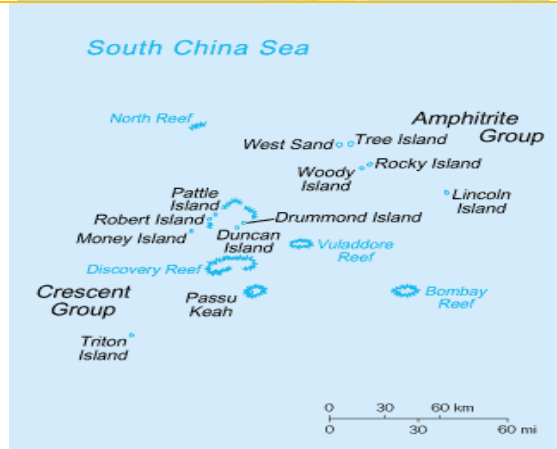 South China Sea
North Reef
Amphitrite
Group
West Sand
Tree Island
Woody
Island
Rocky Island
Lincoln
Island
Pattle
Island
Robert Island
Drummond Island
Money Island
Duncan
Island
Vuladdore
Reef
Discovery Reef
Crescent
Group
Passu
Keah
Bombay
Reef
Triton
Island
0 30 60 km
0 30 60 mi